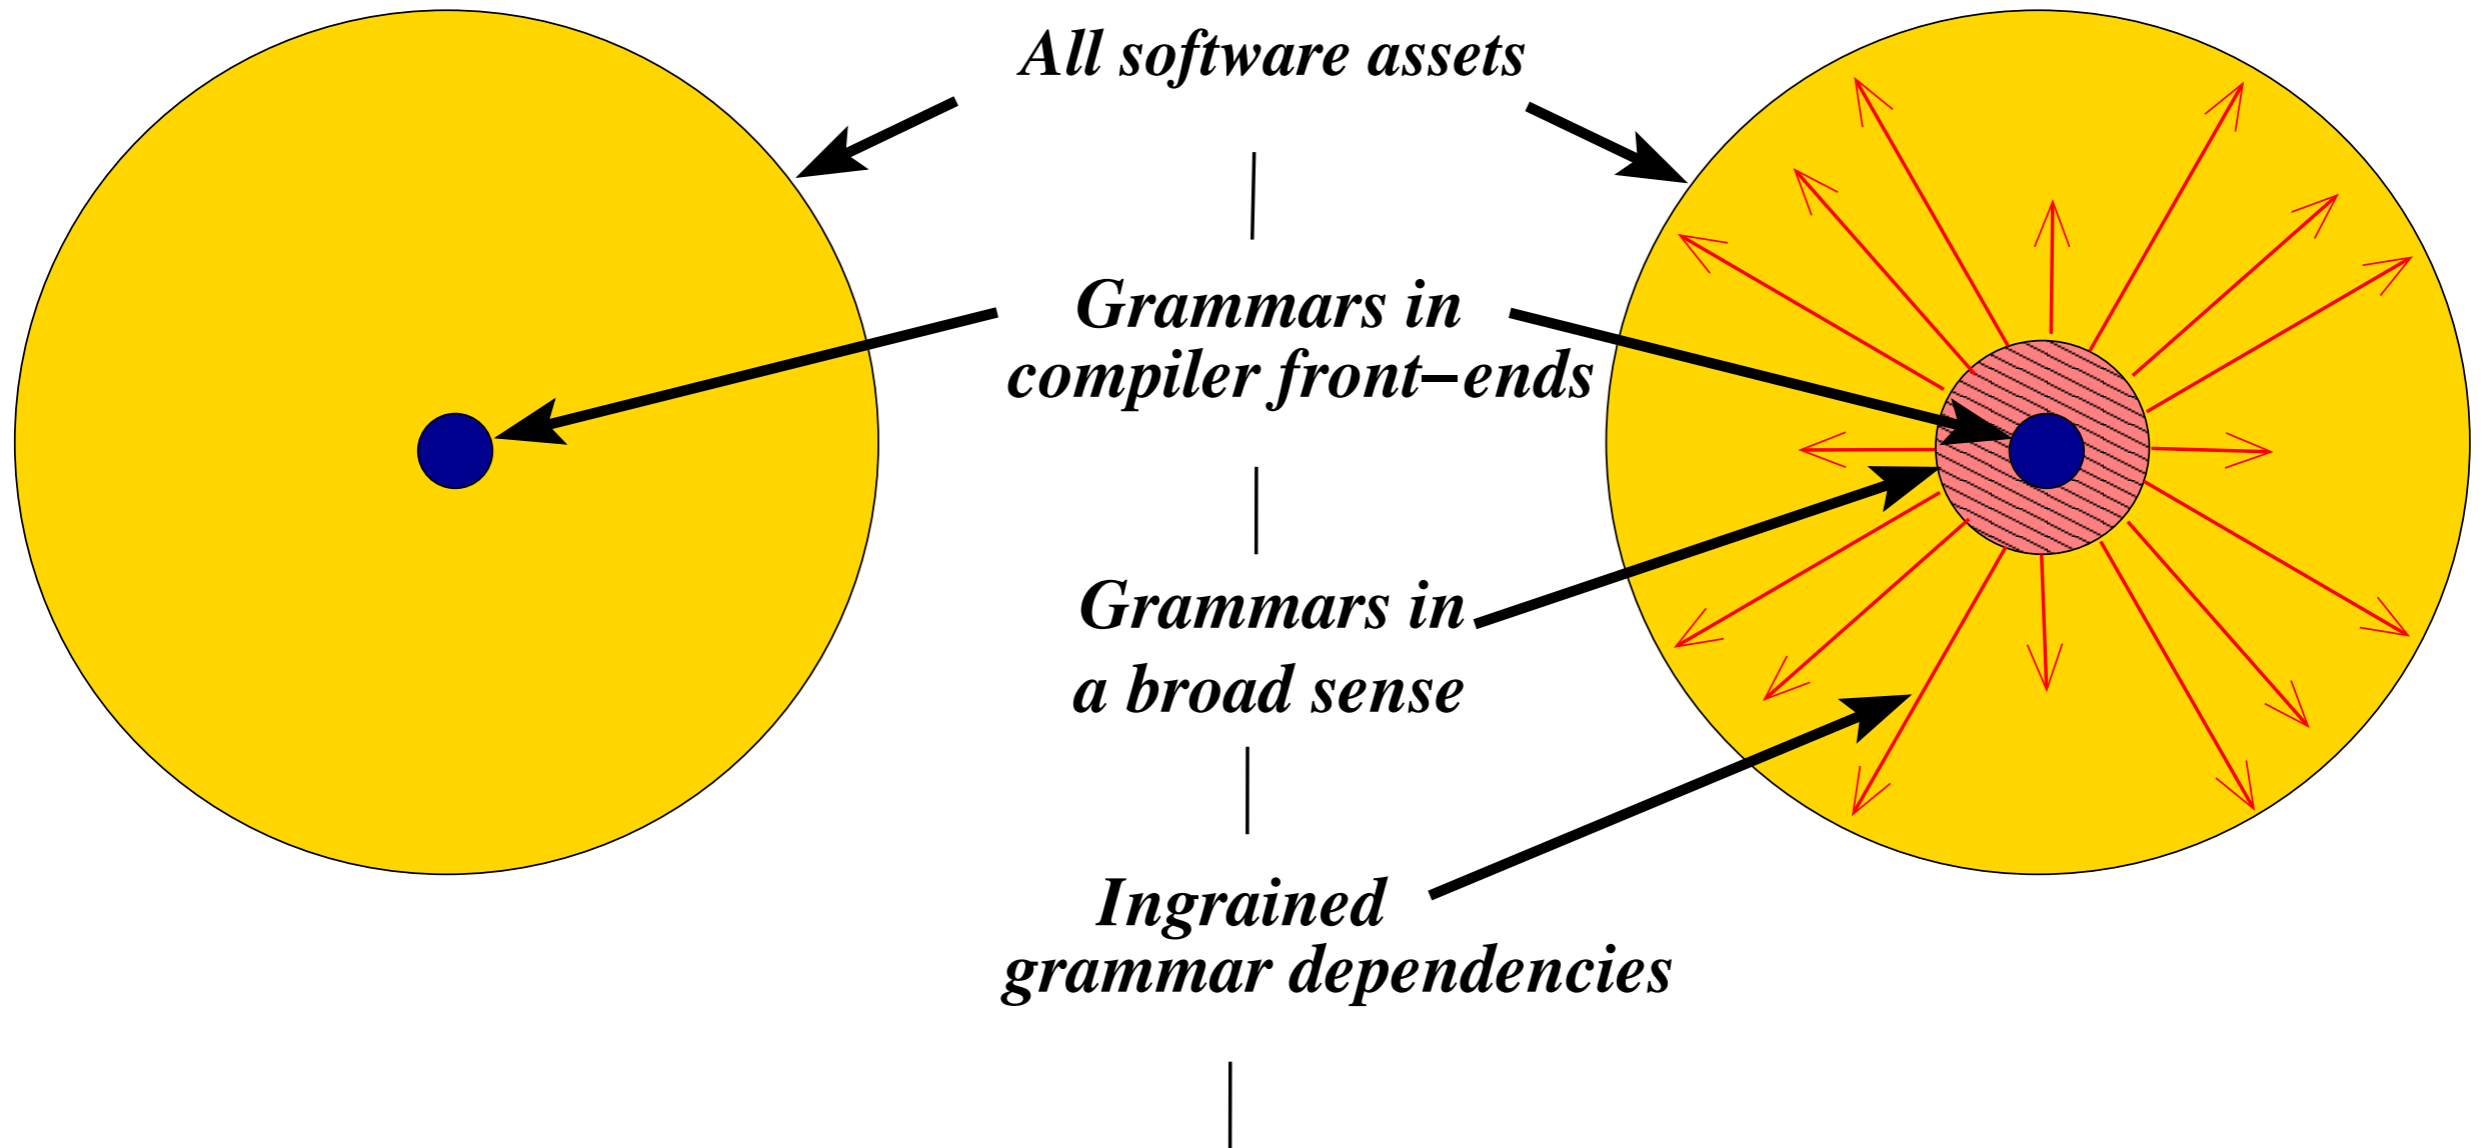 All software assets
Grammars in
compiler front−ends
Grammars in
a broad sense
Ingrained
grammar dependencies